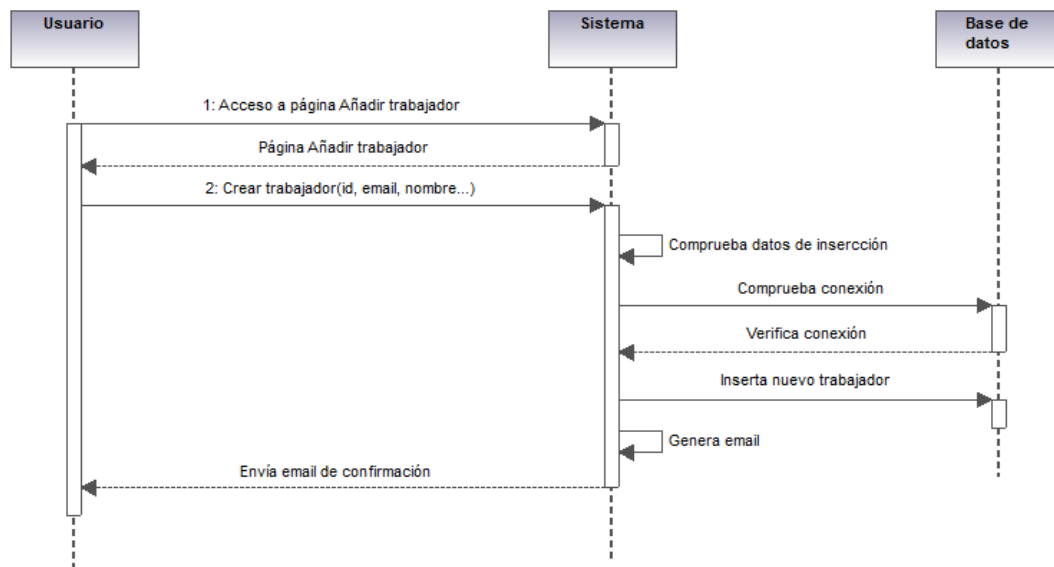 Usuario
Sistema
Base de
datos
1: Acceso a página Añadir trabajador
Página Añadir trabajador
2: Crear trabajador(id, email, nombre...)
Comprueba datos de insercción
Comprueba conexión
Verifica conexión
Inserta nuevo trabajador
Genera email
Envía email de confirmación